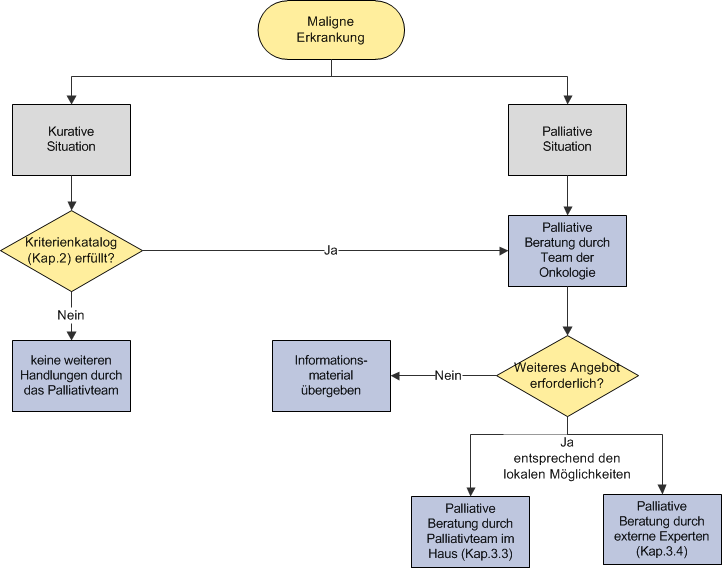 Maligne
Erkrankung
Kurative
Situation
Palliative
Situation
Kriterienkatalog
(Kap.2) erfüllt?
Ja
Palliative
Beratung durch
Team der
Onkologie
Nein
keine weiteren
Handlungen durch
das Palliativteam
Informations-
material
übergeben
Nein
Weiteres Angebot
erforderlich?
Ja
entsprechend den
lokalen Möglichkeiten
Palliative
Beratung durch
Palliativteam im
Haus (Kap.3.3)
Palliative
Beratung durch
externe Experten
(Kap.3.4)